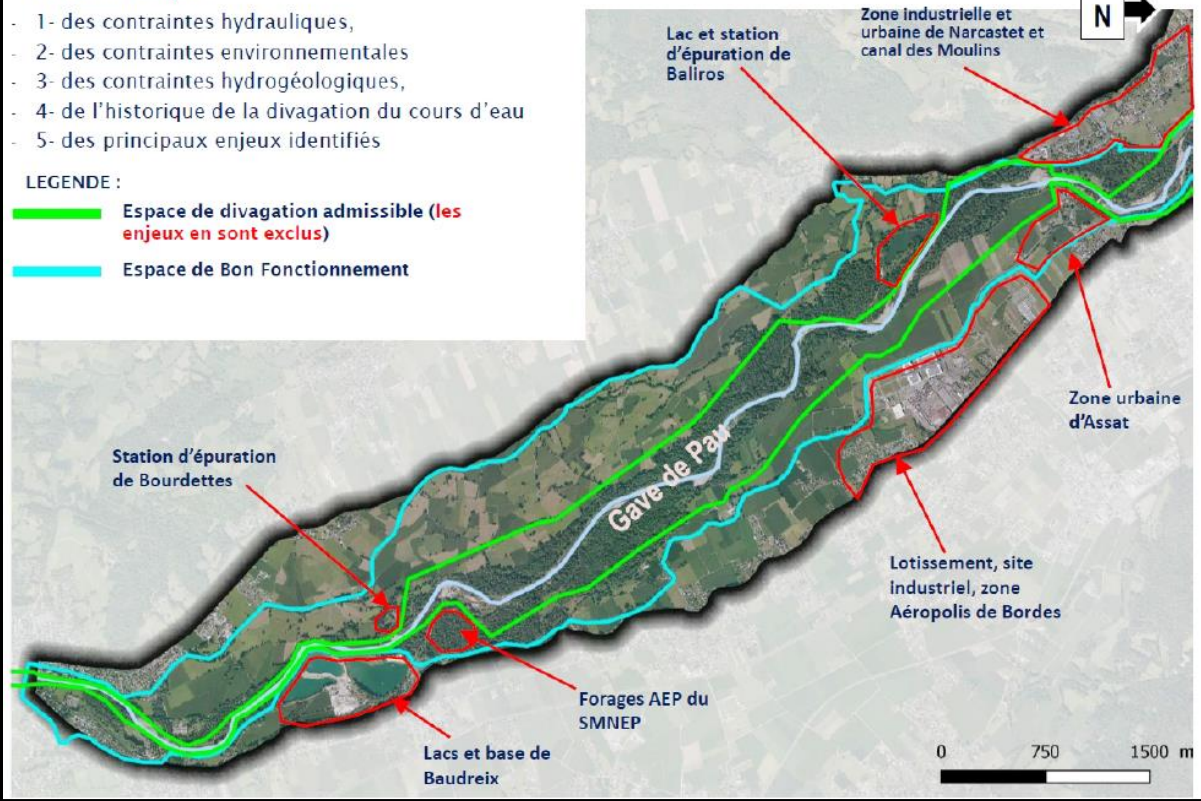 - 1- des contraintes hydrauliques,
- 2- des contraintes environnementales
- 3- des contraintes hydrogéologiques,
- 4- de l'historique de la divagation du cours d'eau
- 5- des principaux enjeux identifiés
LEGENDE :
Espace de divagation admissible (les
enjeux en sont exclus)
Espace de Bon Fonctionnement
Lac et station
d'épuration de
Baliros
Zone industrielle et
urbaine de Narcastet et
canal des Moulins
N
Zone urbaine
d'Assat
Station d'épuration
de Bourdettes
Gave de Pau
Lotissement, site
industriel, zone
Aéropolis de Bordes
Forages AEP du
SMNEP
Lacs et base de
Baudreix
0 750 1500 m